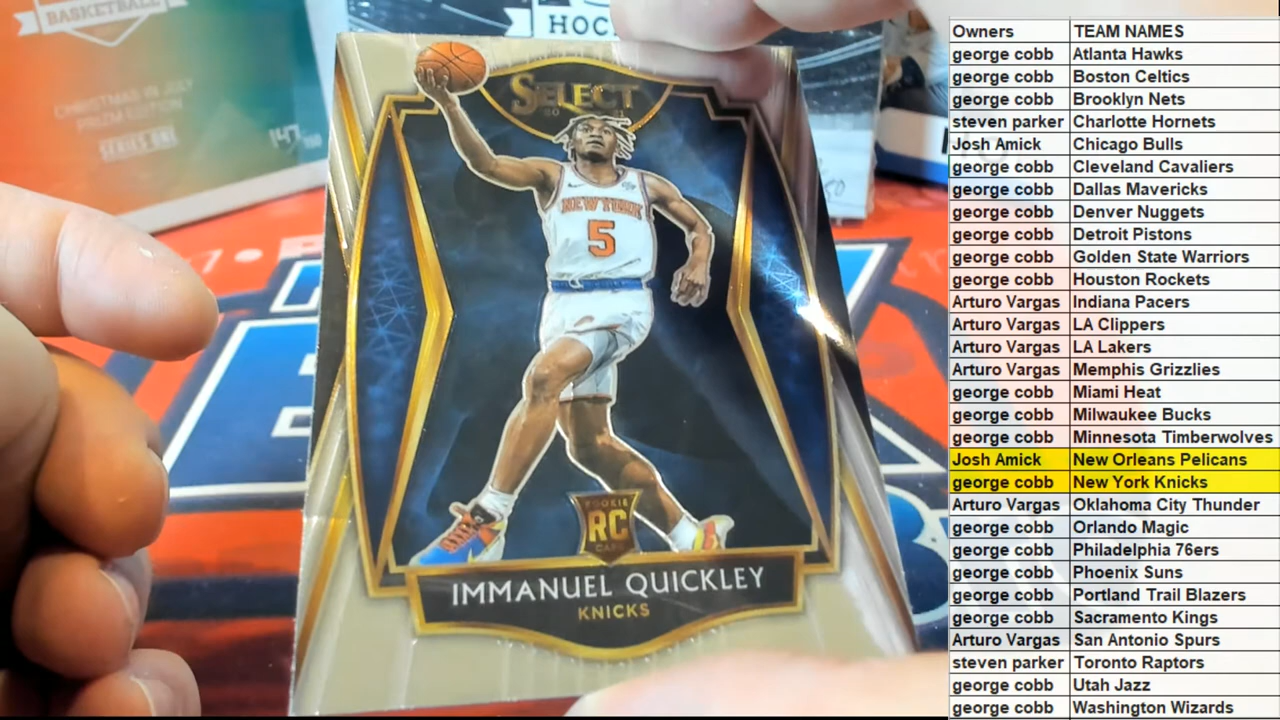 BASKETBALL
CHRISTMAS IN JULY
PRIZM EDITION
SERIES ONE
147
HOC
SELECT
NEW YORK
5
ROOKIE
RC
CARD
IMMANUEL QUICKLEY
KNICKS
Owners TEAM NAMES
george cobb Atlanta Hawks
george cobb Boston Celtics
george cobb Brooklyn Nets
steven parker Charlotte Hornets
Josh Amick Chicago Bulls
george cobb Cleveland Cavaliers
george cobb Dallas Mavericks
george cobb Denver Nuggets
george cobb Detroit Pistons
george cobb Golden State Warriors
george cobb Houston Rockets
Arturo Vargas Indiana Pacers
Arturo Vargas LA Clippers
Arturo Vargas LA Lakers
Arturo Vargas Memphis Grizzlies
george cobb Miami Heat
george cobb Milwaukee Bucks
george cobb Minnesota Timberwolves
Josh Amick New Orleans Pelicans
george cobb New York Knicks
Arturo Vargas Oklahoma City Thunder
george cobb Orlando Magic
george cobb Philadelphia 76ers
george cobb Phoenix Suns
george cobb Portland Trail Blazers
george cobb Sacramento Kings
Arturo Vargas San Antonio Spurs
steven parker Toronto Raptors
george cobb Utah Jazz
george cobb Washington Wizards